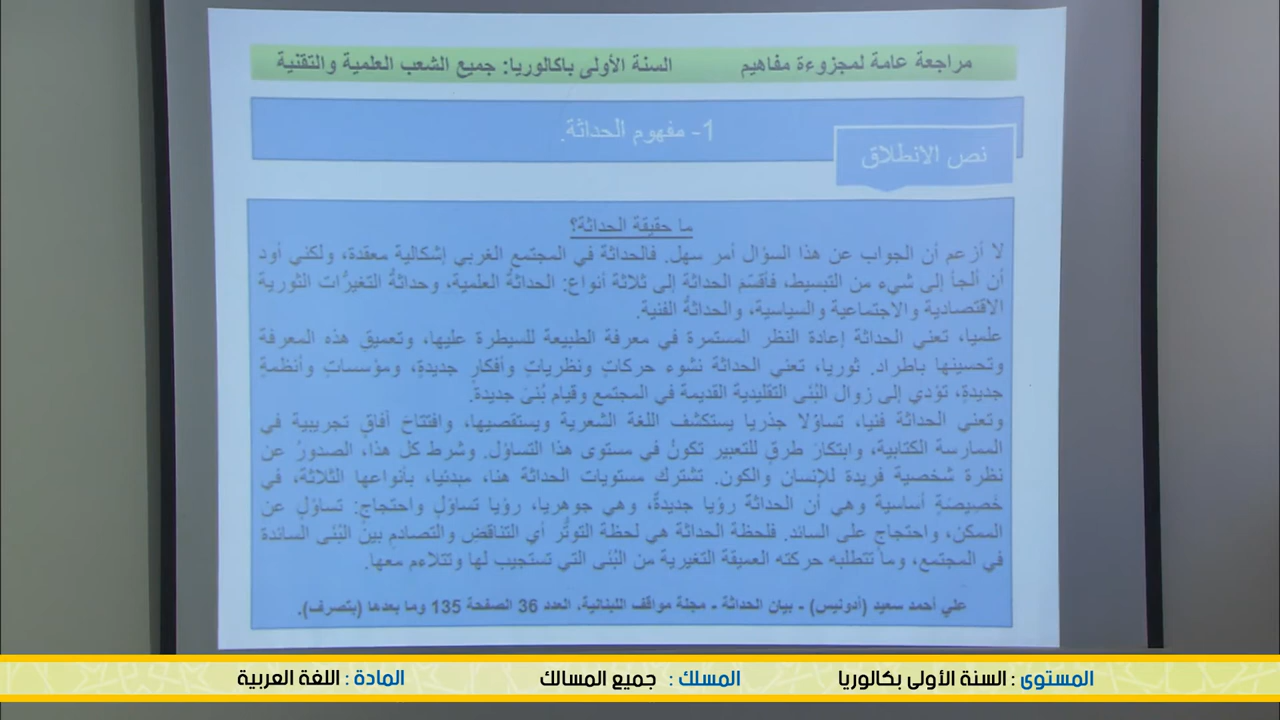 مراجعة عامة لمجزوءة مفاهيم السنة الأولى باكالوريا: جميع الشعب العلمية والتقنية
1- مفهوم الحداثة.
نص الانطلاق
ما حقيقة الحداثة؟
لا أزعم أن الجواب عن هذا السؤال أمر سهل. فالحداثة في المجتمع الغربي إشكالية معقدة، ولكني أود
أن ألجأ إلى شيء من التبسيط، فأقسّم الحداثة إلى ثلاثة أنواع: الحداثةُ العلمية، وحداثةُ التغيرُّات الثورية
الاقتصادية والاجتماعية والسياسية، والحداثةُ الفنية.
علميا، تعني الحداثة إعادة النظر المستمرة في معرفة الطبيعة للسيطرة عليها، وتعميقِ هذه المعرفة
وتحسينها باطراد. ثوريا، تعني الحداثة نشوء حركاتٍ ونظرياتٍ وأفكارٍ جديدةٍ، ومؤسساتٍ وأنظمةٍ
جديدةٍ، تؤدي إلى زوال البُنَى التقليدية القديمة في المجتمع وقيام بُنىً جديدة.
وتعني الحداثة فنيا، تساؤلا جذريا يستكشف اللغة الشعرية ويستقصيها، وافتتاحَ آفاقٍ تجريبية في
الممارسة الكتابية، وابتكارَ طرقٍ للتعبير تكونُ في مستوى هذا التساؤل. وشرط كل هذا، الصدورُ عن
نظرة شخصية فريدة للإنسان والكون. تشترك مستويات الحداثة هنا، مبدئيا، بأنواعها الثلاثة، في
خَصيصَةٍ أساسية وهي أن الحداثة رؤيا جديدةٌ، وهي جوهريا، رؤيا تساؤلٍ واحتجاجٍ: تساؤلٍ عن
الممكن، واحتجاجٍ على السائد. فلحظة الحداثة هي لحظة التوتُّر أي التناقضِ والتصادمِ بينَ البُنَى السائدة
في المجتمع، وما تتطلبه حركته العميقة التغيرية من البُنَى التي تستجيب لها وتتلاءم معها.
علي أحمد سعيد (أدونيس) - بيان الحداثة - مجلة مواقف اللبنانية، العدد 36 الصفحة 135 وما بعدها (بتصرف).
المستوى : السنة الأولى بكالوريا المسلك : جميع المسالك المادة : اللغة العربية